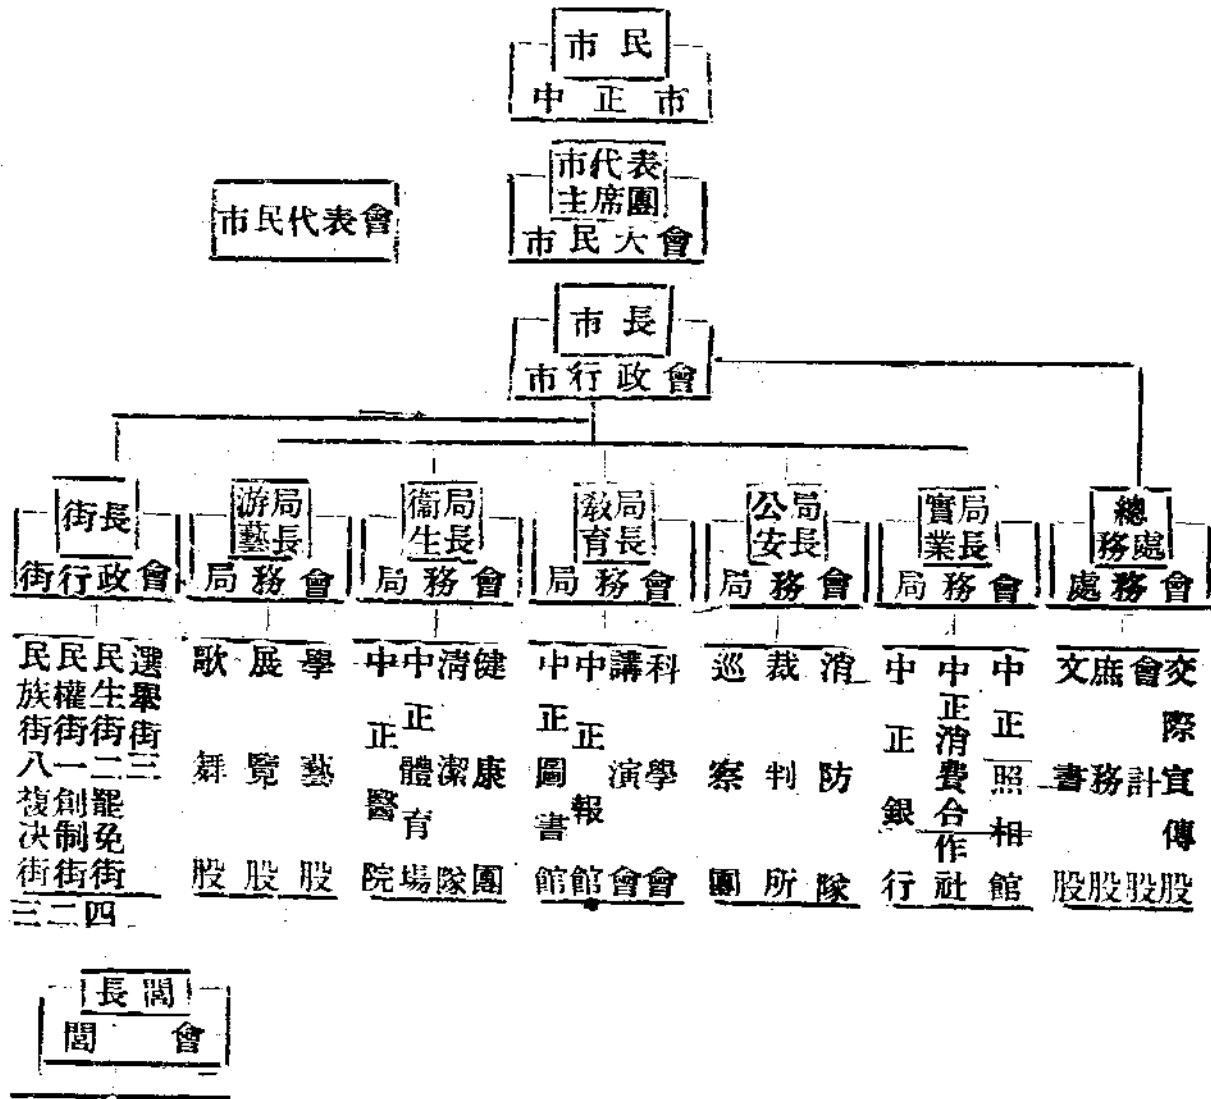 市民
中正市
市代表
主席團
市民大會
市民代表會
市長
市行政會
街長
街行政會
游藝
局長
局務會
衞生
局長
局務會
教育
局長
局務會
公安
局長
局務會
實業
局長
局務會
總
務處
處務會
民族街八複决街三
民權街一創制街二
民生街二罷免街四
選舉街三
歌舞股
展覽股
學藝股
中正醫院
中正體育場
清潔隊
健康團
中正圖書館
中正報館
講演會
科學會
巡察團
裁判所
消防隊
中正銀行
中正消費合作社
中正照相館
文書股
庶務股
會計股
交際宣傳股
長閭
閭會